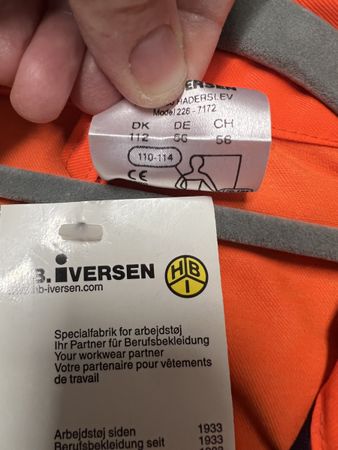 IVERSEN
HADERSLEV
Model 226 - 7172
DK DE CH
112 56 56
110-114
CE
B. IVERSEN
hb-iversen.com
H B I
Specialfabrik for arbejdstøj
Ihr Partner für Berufsbekleidung
Your workwear partner
Votre partenaire pour vêtements
de travail
Arbejdstøj siden 1933
Berufsbekleidung seit 1933